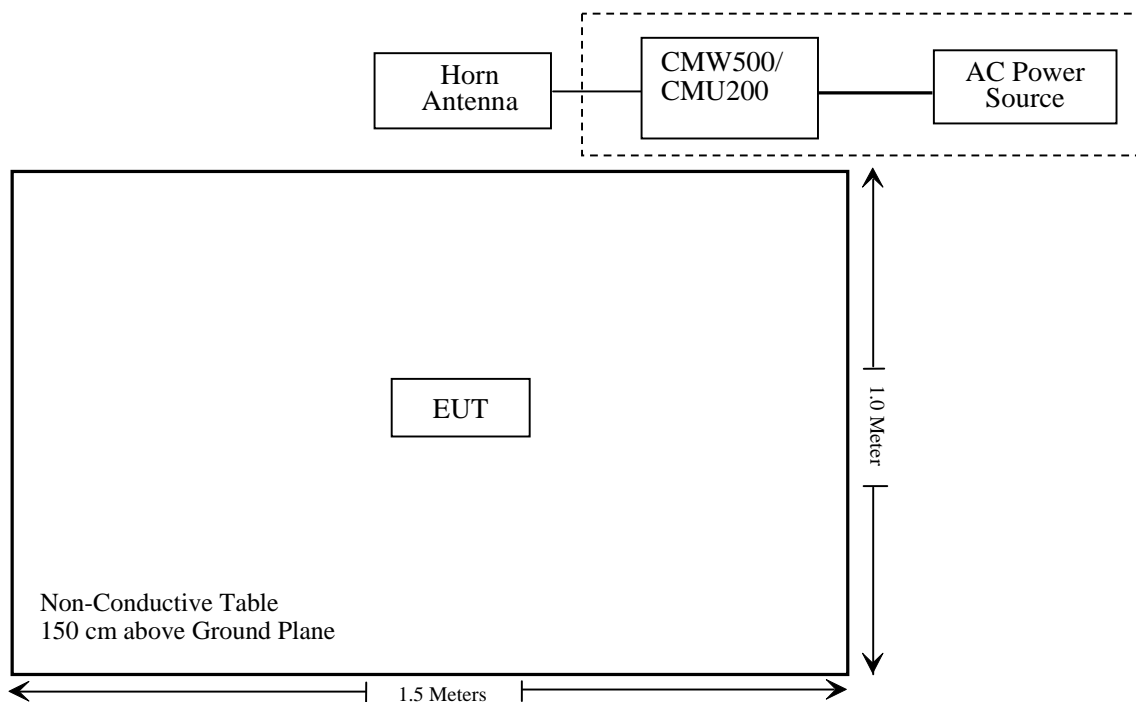 Horn
Antenna
CMW500/
CMU200
AC Power
Source
EUT
1.0 Meter
Non-Conductive Table
150 cm above Ground Plane
1.5 Meters